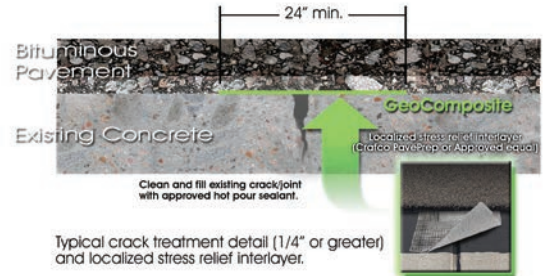 24" min.
Bituminous
Pavement
GeoComposite
Existing Concrete
Localized stress relief interlayer
(Crafco PavePrep or Approved equal)
Clean and fill existing crack/joint
with approved hot pour sealant.
Typical crack treatment detail (1/4" or greater)
and localized stress relief interlayer.